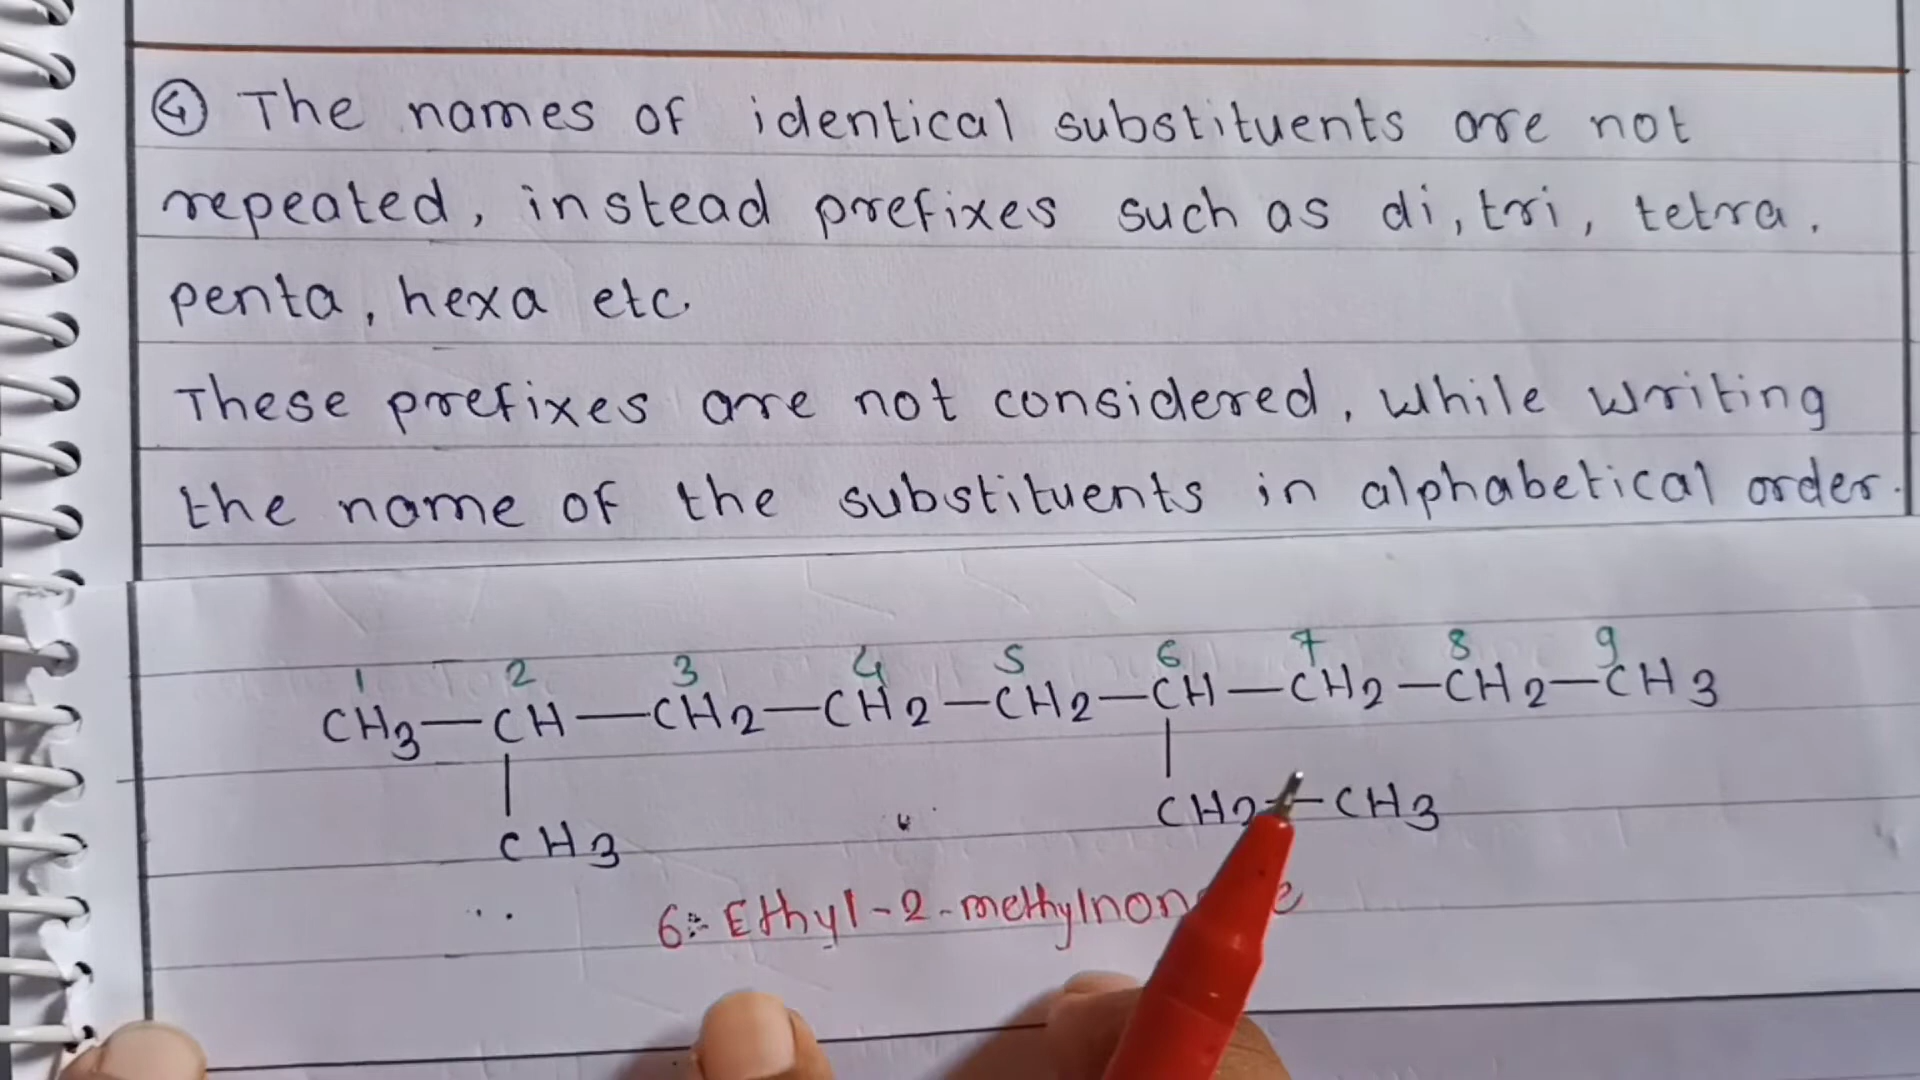 ④ The names of identical substituents are not
repeated, instead prefixes such as di, tri, tetra,
penta, hexa etc.
These prefixes are not considered, while writing
the name of the substituents in alphabetical order.
1 2 3 4 5 6 7 8 9
CH3—CH—CH2—CH2—CH2—CH—CH2—CH2—CH3
CH3 CH2—CH3
6-Ethyl-2-methyl